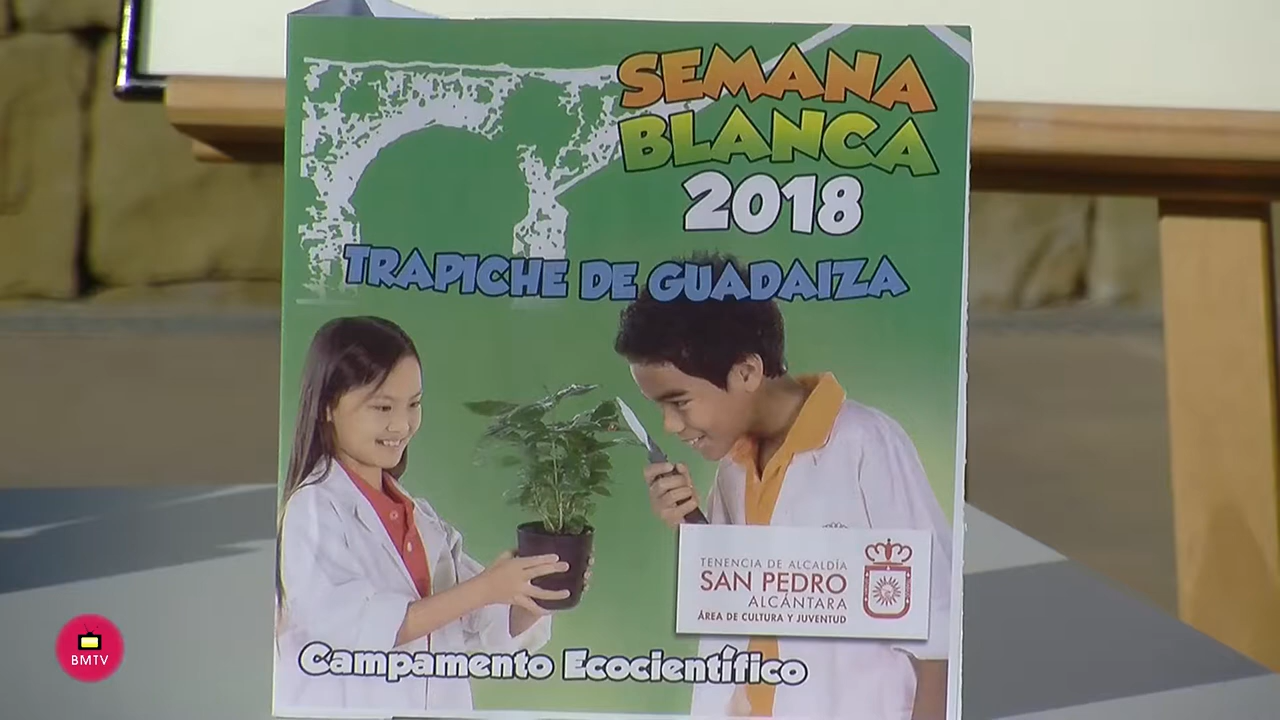 SEMANA
BLANCA
2018
TRAPICHE DE GUADAIZA
TENENCIA DE ALCALDÍA
SAN PEDRO
ALCÁNTARA
ÁREA DE CULTURA Y JUVENTUD
Campamento Ecocientífico
BMTV